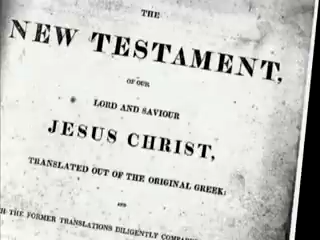 THE
NEW TESTAMENT,
OF OUR
LORD AND SAVIOUR
JESUS CHRIST,
TRANSLATED OUT OF THE ORIGINAL GREEK:
AND
THE FORMER TRANSLATIONS DILIGENTLY